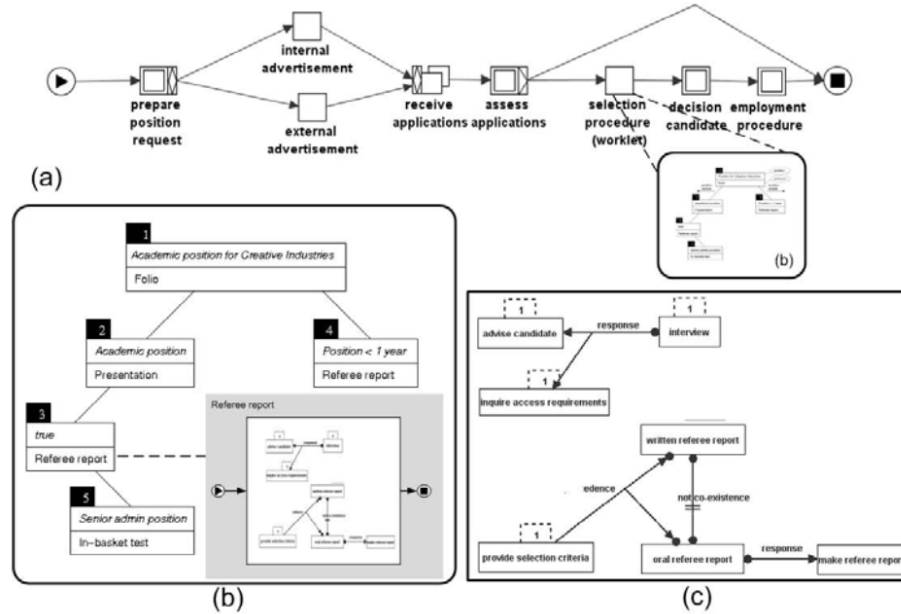 internal
advertisement
external
advertisement
prepare
position
request
receive
applications
assess
applications
selection
procedure
(worklet)
decision
candidate
employment
procedure
(a)
(b)
1
Academic position for Creative Industries
Folio
2
Academic position
Presentation
4
Position < 1 year
Referee report
3
true
Referee report
5
Senior admin position
In-basket test
Referee report
(b)
1
advise candidate
response
1
interview
1
inquire access requirements
written referee report
edence
not co-existence
1
provide selection criteria
oral referee report
response
make referee report
(c)